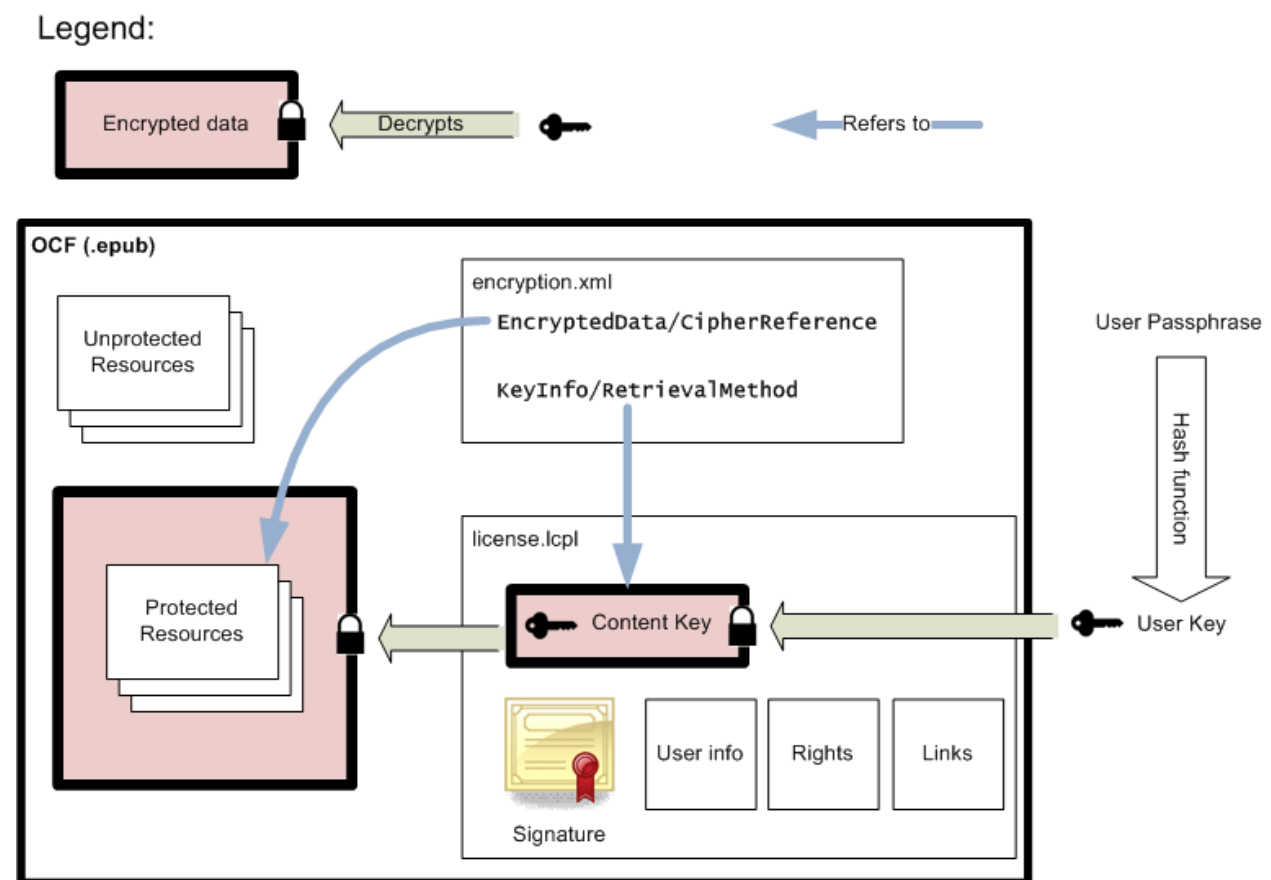 Legend:
Encrypted data
Decrypts
Refers to
OCF (.epub)
Unprotected
Resources
encryption.xml
EncryptedData/CipherReference
KeyInfo/RetrievalMethod
User Passphrase
Hash function
Protected
Resources
license.lcpl
Content Key
User Key
User info
Rights
Links
Signature